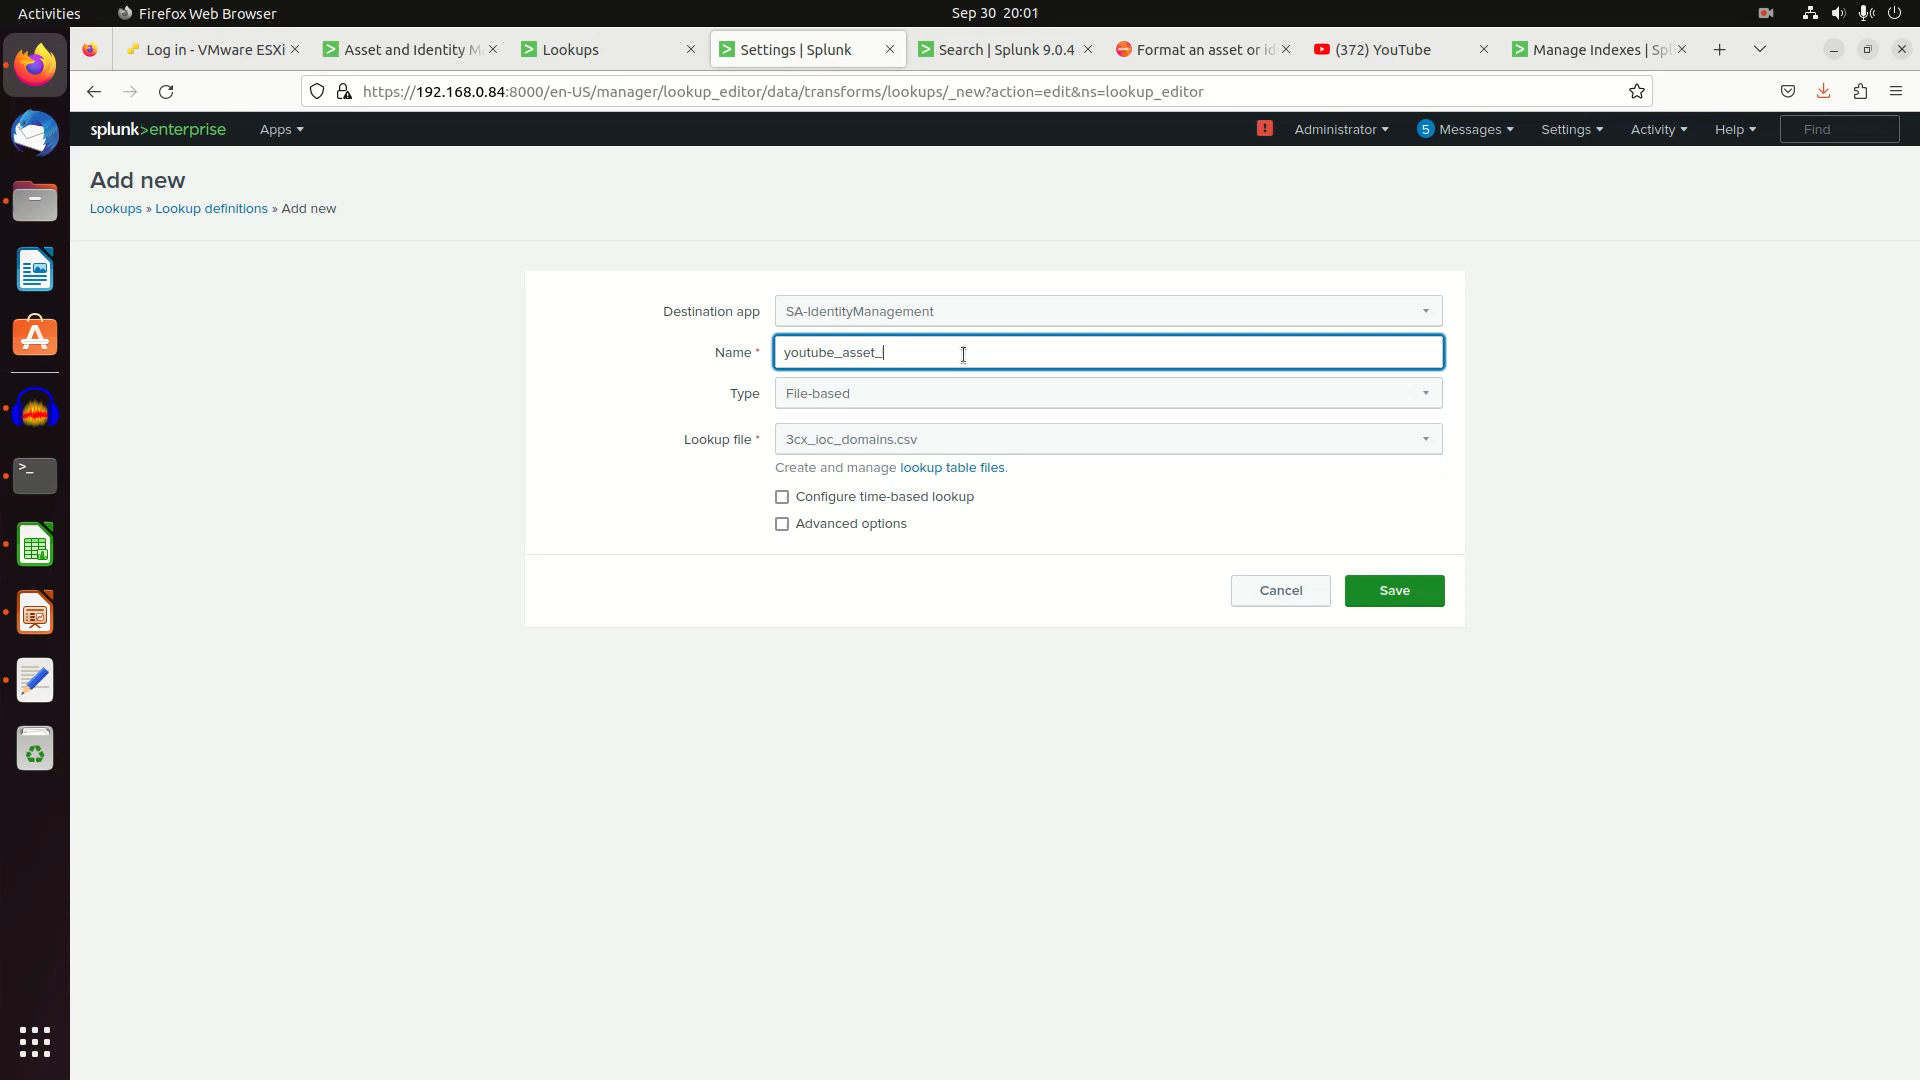 Activities
Firefox Web Browser
Sep 30 20:01
Log in - VMware ESXi
Asset and Identity M
Lookups
Settings | Splunk
Search | Splunk 9.0.4
Format an asset or id
(372) YouTube
Manage Indexes | Spl
https://192.168.0.84:8000/en-US/manager/lookup_editor/data/transforms/lookups/_new?action=edit&ns=lookup_editor
splunk>enterprise
Apps
!
Administrator
5 Messages
Settings
Activity
Help
Find
Add new
Lookups » Lookup definitions » Add new
Destination app
SA-IdentityManagement
Name *
youtube_asset_
Type
File-based
Lookup file *
3cx_ioc_domains.csv
Create and manage lookup table files.
Configure time-based lookup
Advanced options
Cancel
Save